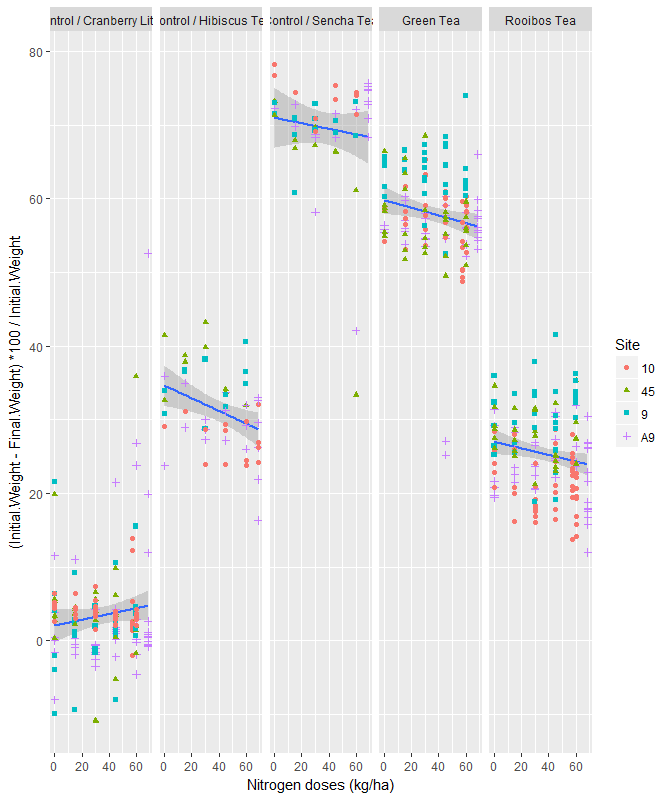 ntrol / Cranberry Lit
ontrol / Hibiscus Te
Control / Sencha Tea
Green Tea
Rooibos Tea
(Initial.Weight - Final.Weight) *100 / Initial.Weight
80
60
40
20
0
0 20 40 60
0 20 40 60
0 20 40 60
0 20 40 60
0 20 40 60
Nitrogen doses (kg/ha)
Site
10
45
9
A9